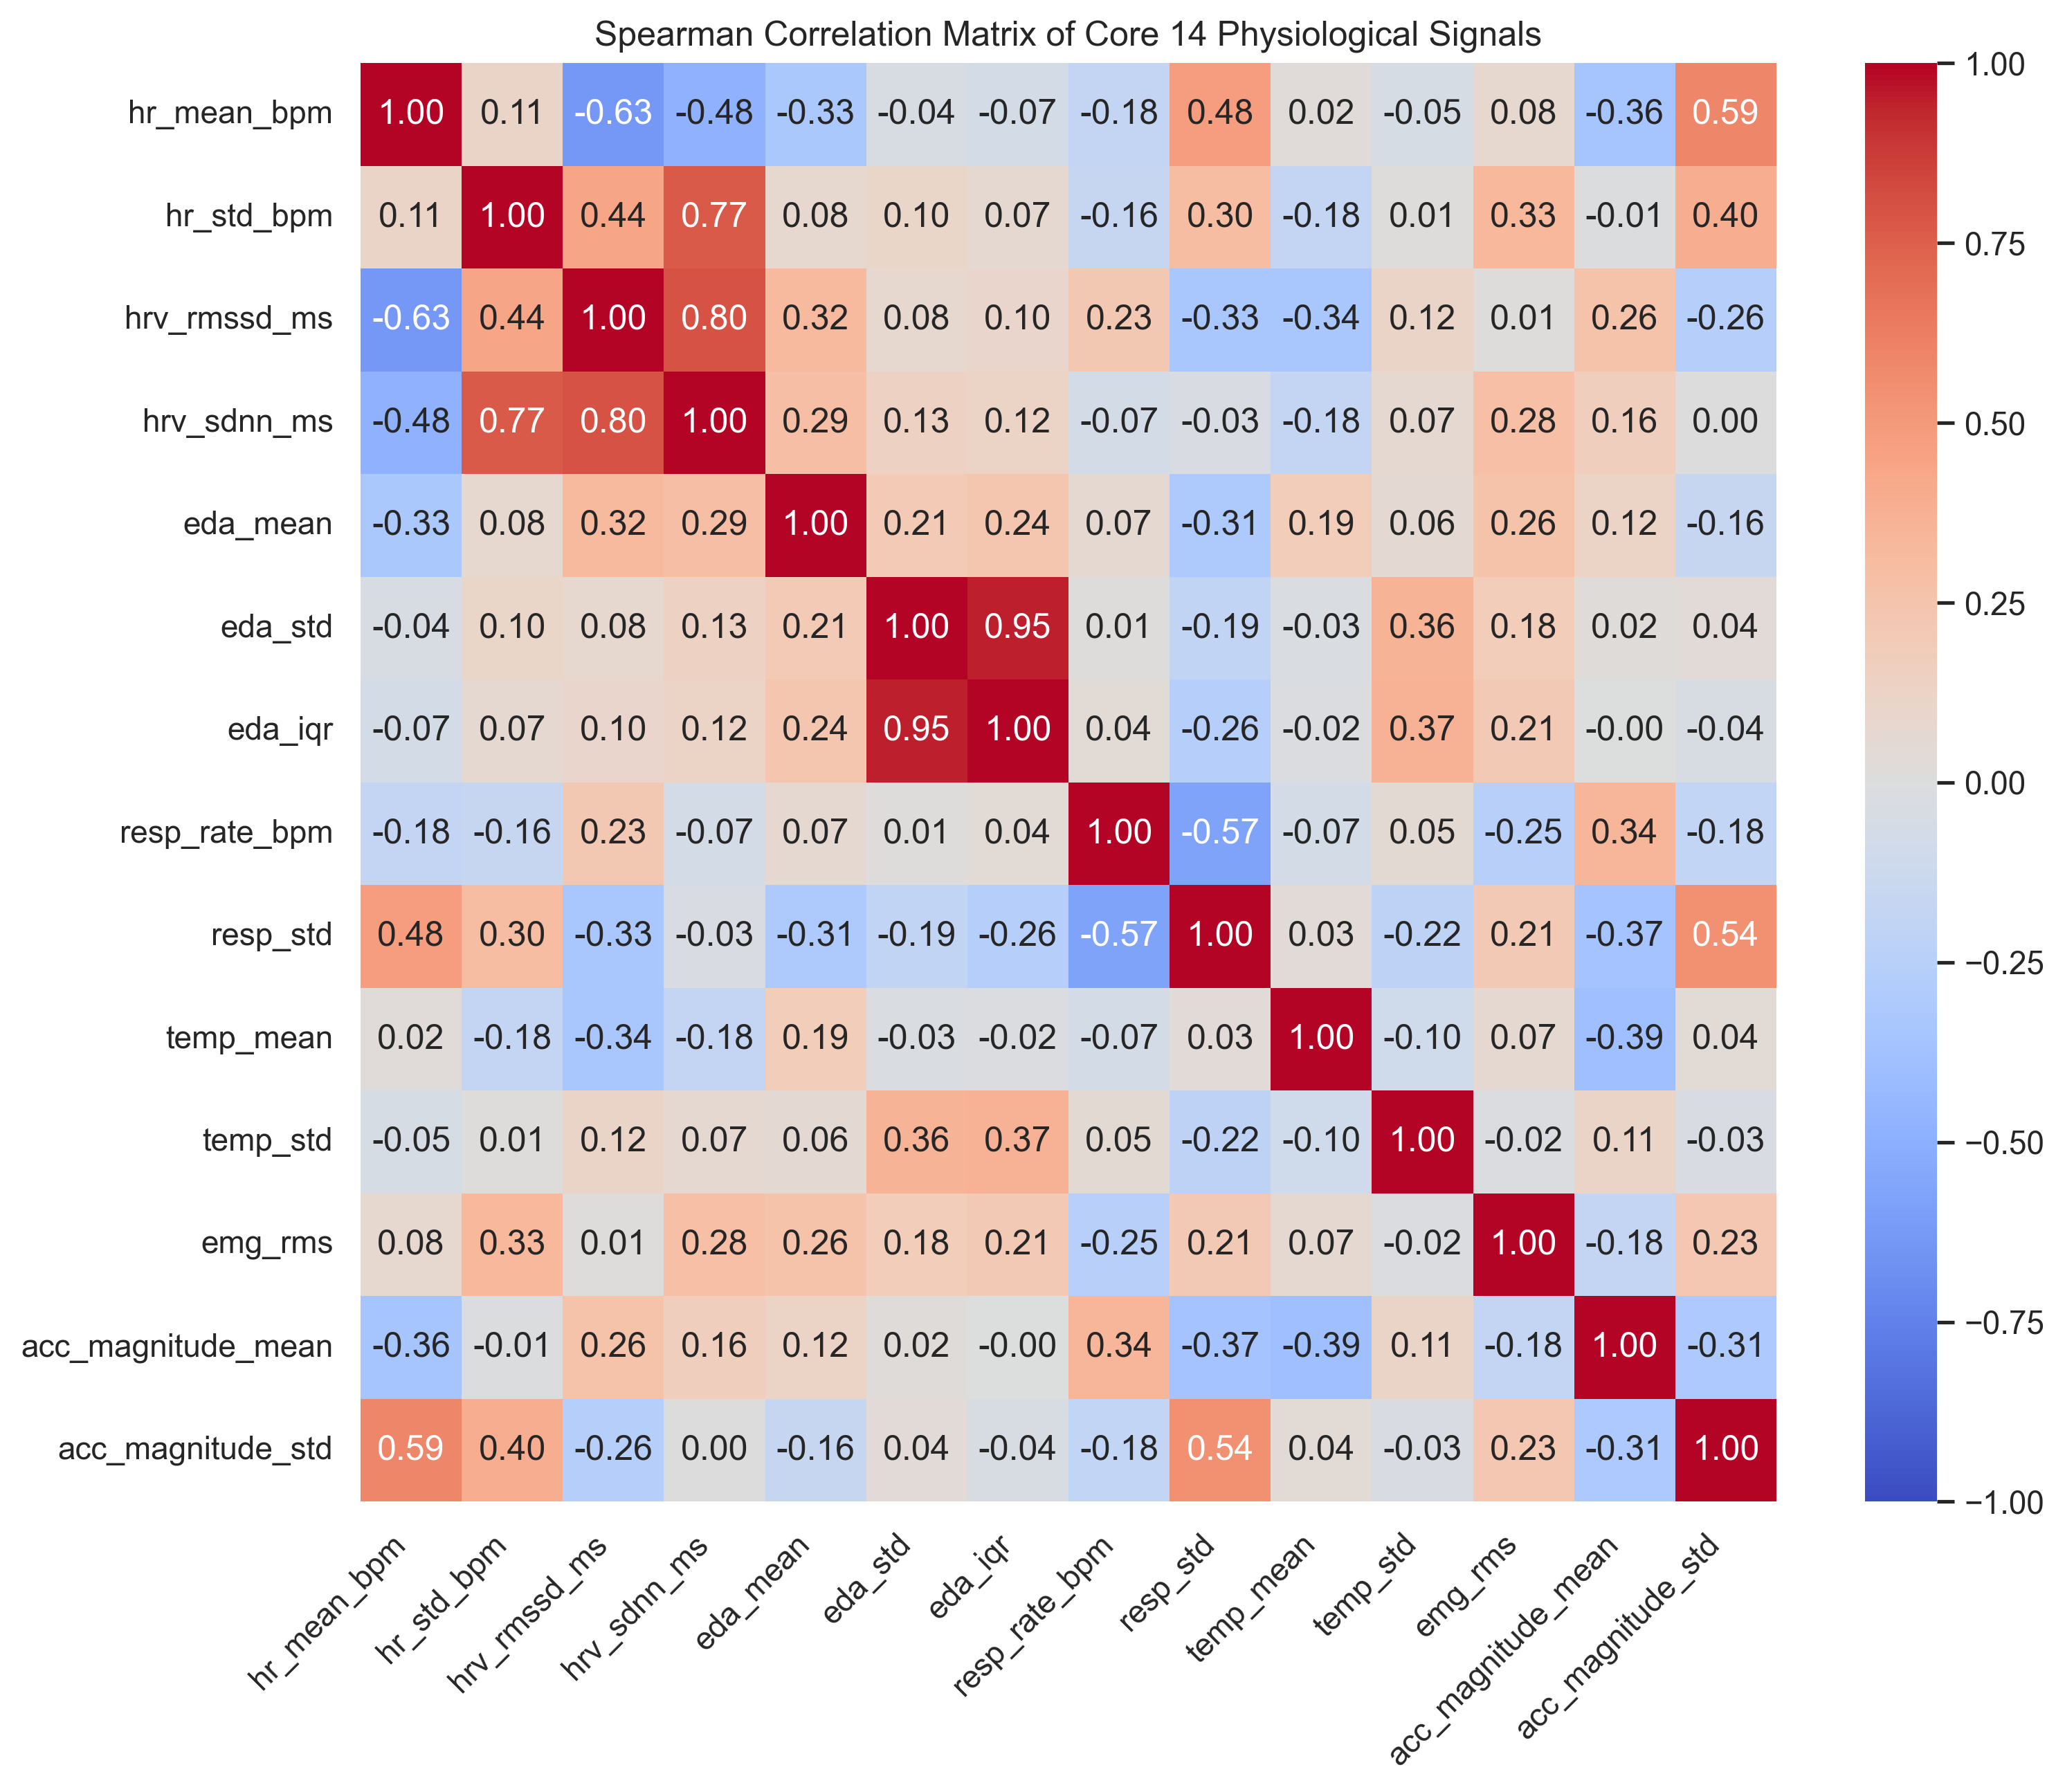 Spearman Correlation Matrix of Core 14 Physiological Signals
hr_mean_bpm 1.00 0.11 -0.63 -0.48 -0.33 -0.04 -0.07 -0.18 0.48 0.02 -0.05 0.08 -0.36 0.59
hr_std_bpm 0.11 1.00 0.44 0.77 0.08 0.10 0.07 -0.16 0.30 -0.18 0.01 0.33 -0.01 0.40
hrv_rmssd_ms -0.63 0.44 1.00 0.80 0.32 0.08 0.10 0.23 -0.33 -0.34 0.12 0.01 0.26 -0.26
hrv_sdnn_ms -0.48 0.77 0.80 1.00 0.29 0.13 0.12 -0.07 -0.03 -0.18 0.07 0.28 0.16 0.00
eda_mean -0.33 0.08 0.32 0.29 1.00 0.21 0.24 0.07 -0.31 0.19 0.06 0.26 0.12 -0.16
eda_std -0.04 0.10 0.08 0.13 0.21 1.00 0.95 0.01 -0.19 -0.03 0.36 0.18 0.02 0.04
eda_iqr -0.07 0.07 0.10 0.12 0.24 0.95 1.00 0.04 -0.26 -0.02 0.37 0.21 -0.00 -0.04
resp_rate_bpm -0.18 -0.16 0.23 -0.07 0.07 0.01 0.04 1.00 -0.57 -0.07 0.05 -0.25 0.34 -0.18
resp_std 0.48 0.30 -0.33 -0.03 -0.31 -0.19 -0.26 -0.57 1.00 0.03 -0.22 0.21 -0.37 0.54
temp_mean 0.02 -0.18 -0.34 -0.18 0.19 -0.03 -0.02 -0.07 0.03 1.00 -0.10 0.07 -0.39 0.04
temp_std -0.05 0.01 0.12 0.07 0.06 0.36 0.37 0.05 -0.22 -0.10 1.00 -0.02 0.11 -0.03
emg_rms 0.08 0.33 0.01 0.28 0.26 0.18 0.21 -0.25 0.21 0.07 -0.02 1.00 -0.18 0.23
acc_magnitude_mean -0.36 -0.01 0.26 0.16 0.12 0.02 -0.00 0.34 -0.37 -0.39 0.11 -0.18 1.00 -0.31
acc_magnitude_std 0.59 0.40 -0.26 0.00 -0.16 0.04 -0.04 -0.18 0.54 0.04 -0.03 0.23 -0.31 1.00
hr_mean_bpm
hr_std_bpm
hrv_rmssd_ms
hrv_sdnn_ms
eda_mean
eda_std
eda_iqr
resp_rate_bpm
resp_std
temp_mean
temp_std
emg_rms
acc_magnitude_mean
acc_magnitude_std
1.00
0.75
0.50
0.25
0.00
−0.25
−0.50
−0.75
−1.00